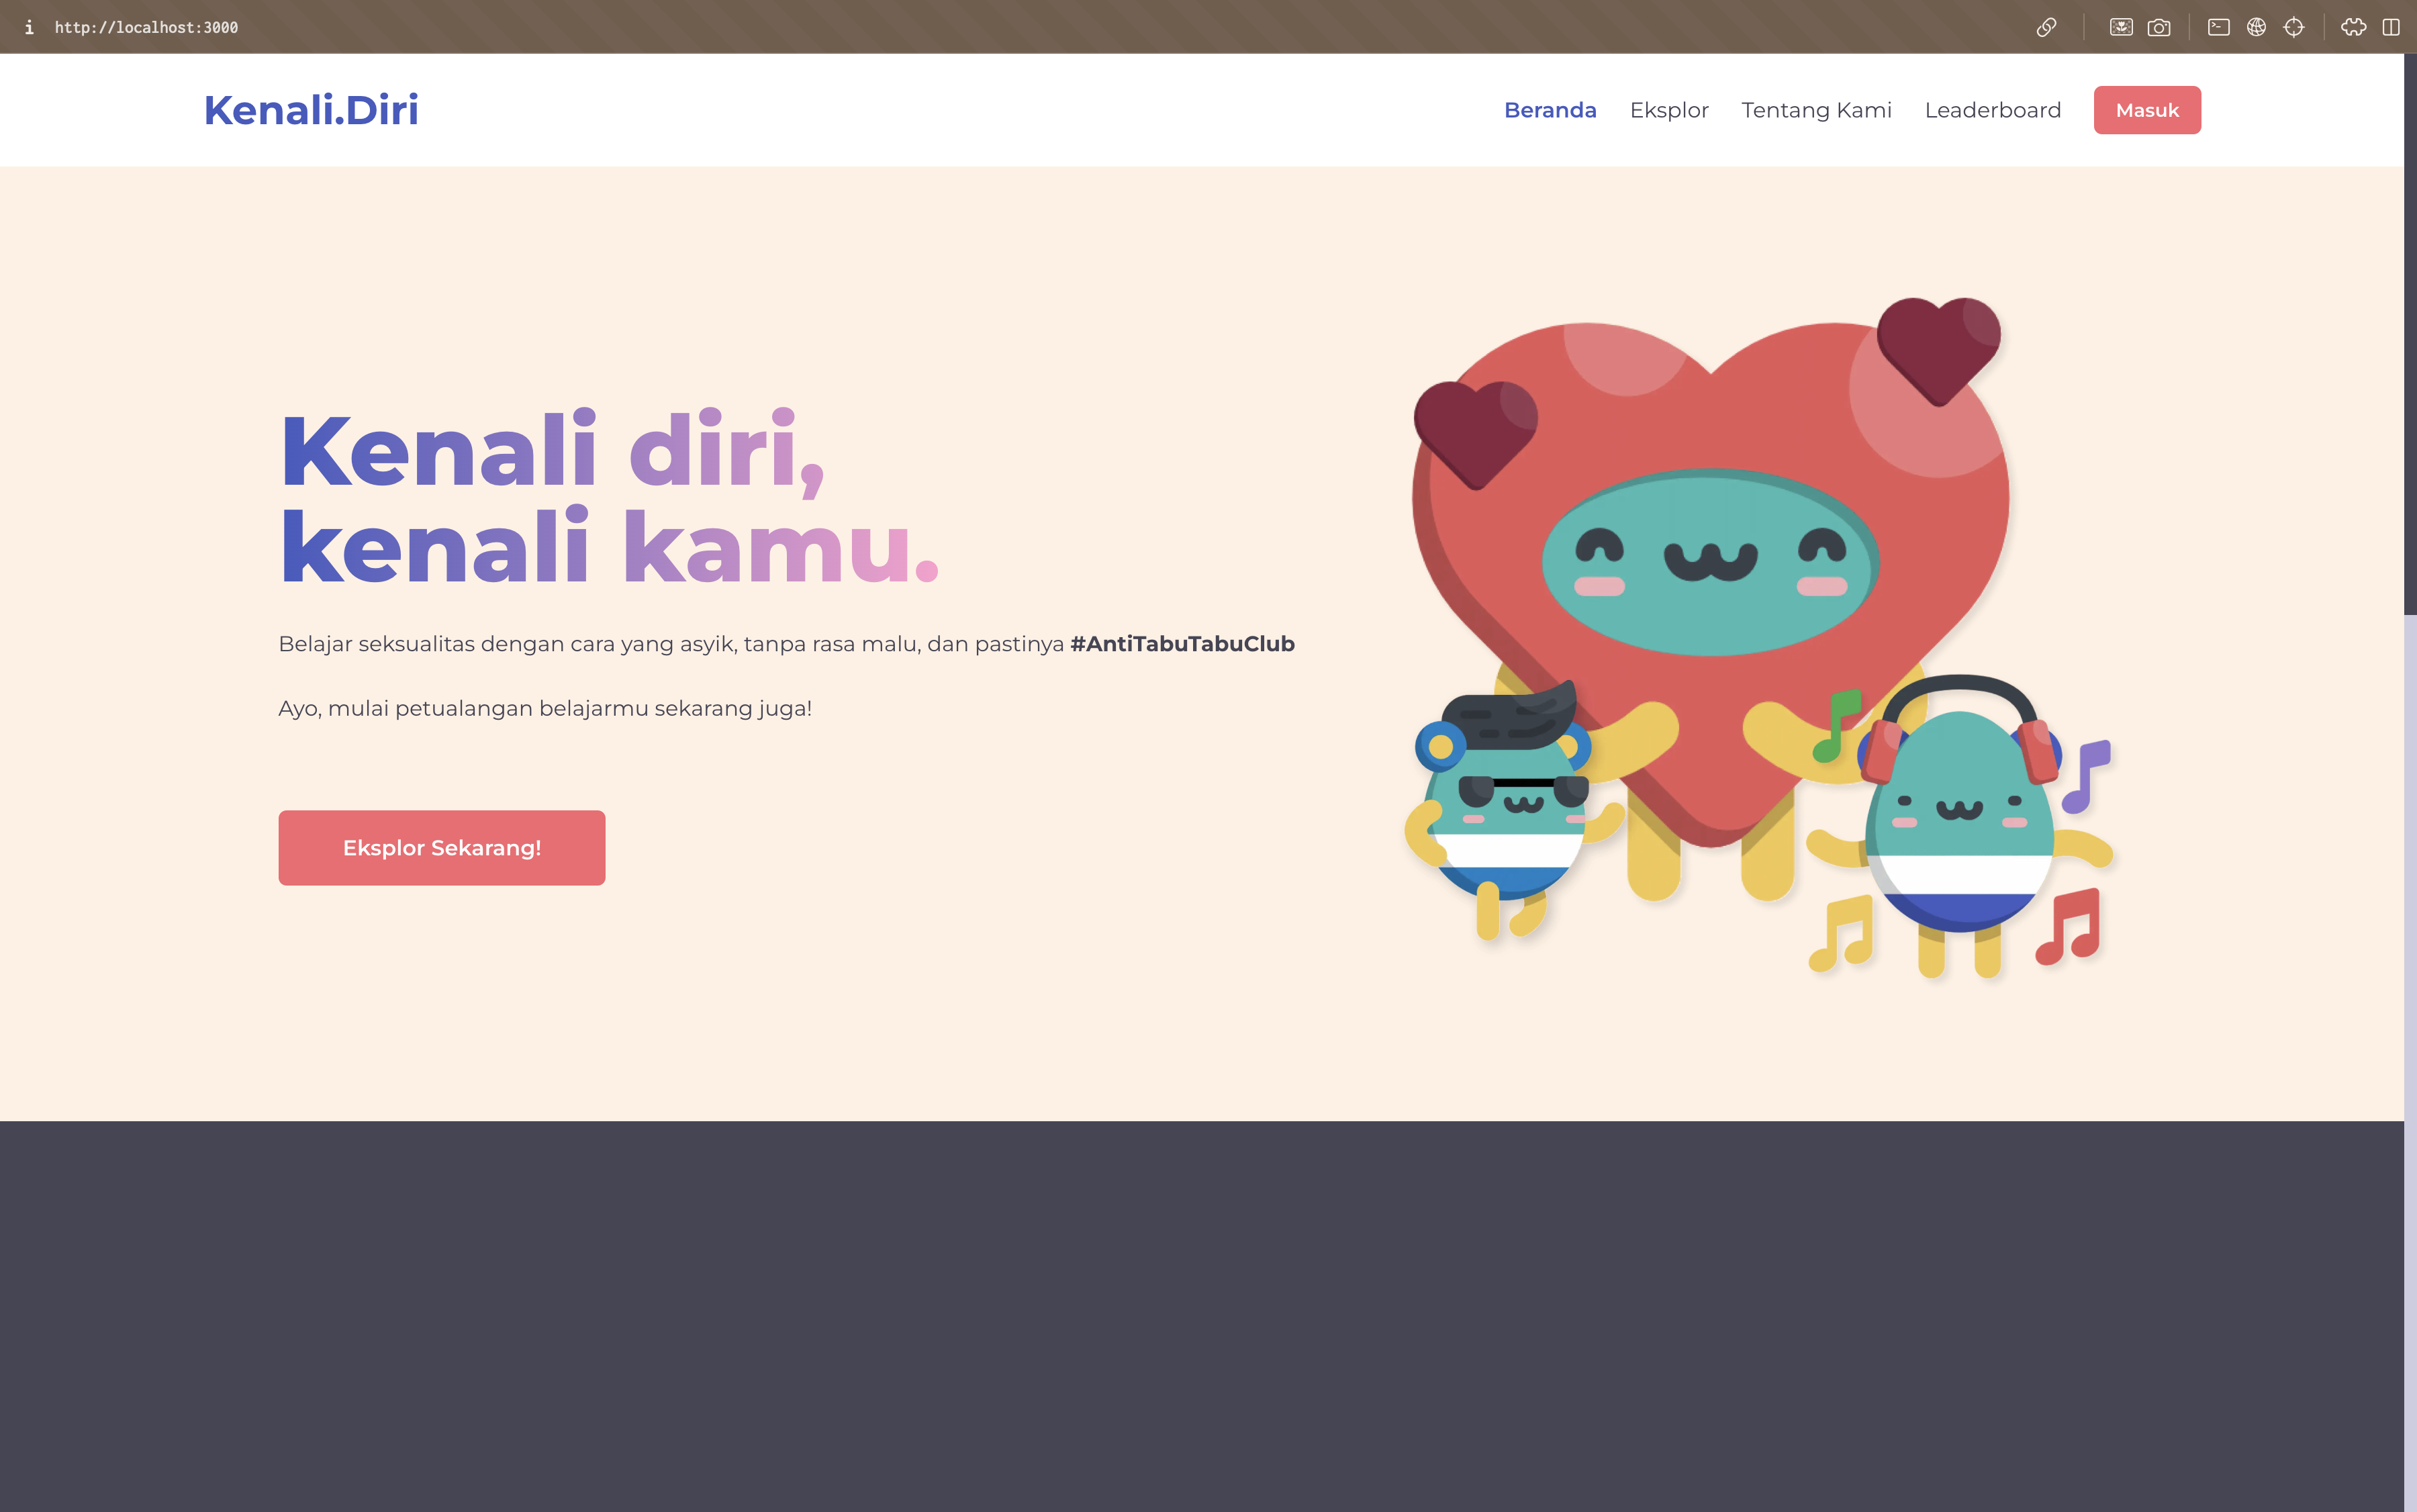 http://localhost:3000
Kenali.Diri
Beranda Eksplor Tentang Kami Leaderboard Masuk
Kenali diri,
kenali kamu.
Belajar seksualitas dengan cara yang asyik, tanpa rasa malu, dan pastinya #AntiTabuTabuClub
Ayo, mulai petualangan belajarmu sekarang juga!
Eksplor Sekarang!